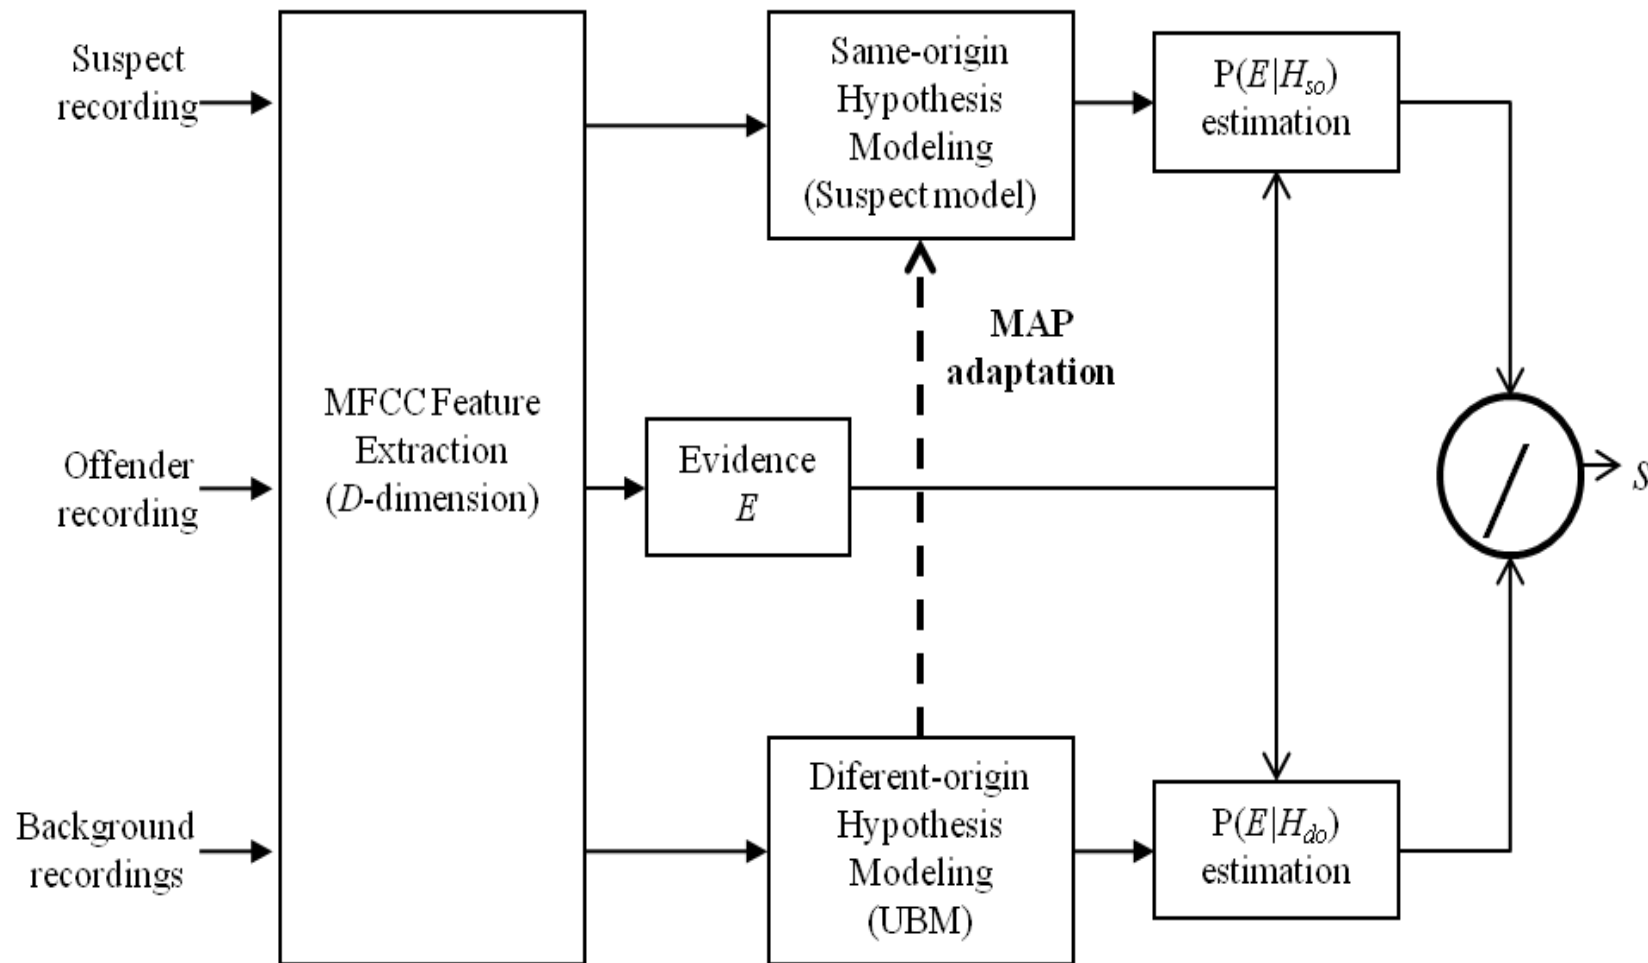 Suspect
recording
Offender
recording
Background
recordings
MFCC Feature
Extraction
(D-dimension)
Same-origin
Hypothesis
Modeling
(Suspect model)
MAP
adaptation
Evidence
E
Diferent-origin
Hypothesis
Modeling
(UBM)
P(E|Hso)
estimation
P(E|Hdo)
estimation
/
S